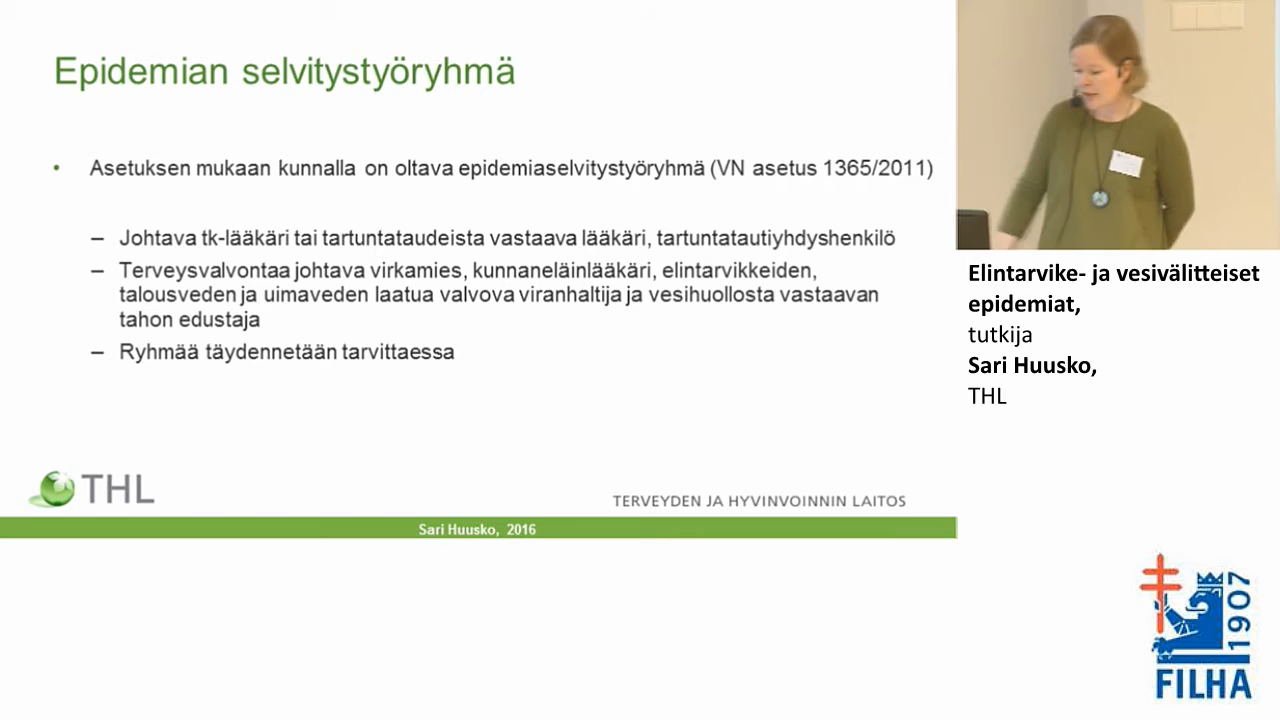 Epidemian selvitystyöryhmä
• Asetuksen mukaan kunnalla on oltava epidemiaselvitystyöryhmä (VN asetus 1365/2011)
– Johtava tk-lääkäri tai tartuntataudeista vastaava lääkäri, tartuntatautiyhdyshenkilö
– Terveysvalvontaa johtava virkamies, kunnaneläinlääkäri, elintarvikkeiden,
talousveden ja uimaveden laatua valvova viranhaltija ja vesihuollosta vastaavan
tahon edustaja
– Ryhmää täydennetään tarvittaessa
THL
TERVEYDEN JA HYVINVOINNIN LAITOS
Sari Huusko, 2016
Elintarvike- ja vesivälitteiset
epidemiat,
tutkija
Sari Huusko,
THL
1907
FILHA